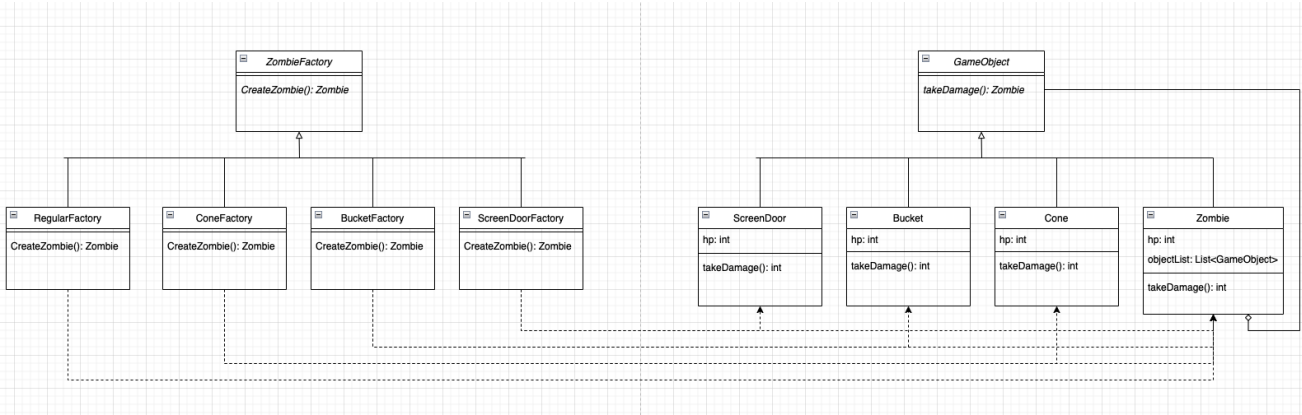 ZombieFactory
CreateZombie(): Zombie
GameObject
takeDamage(): Zombie
RegularFactory
CreateZombie(): Zombie
ConeFactory
CreateZombie(): Zombie
BucketFactory
CreateZombie(): Zombie
ScreenDoorFactory
CreateZombie(): Zombie
ScreenDoor
hp: int
takeDamage(): int
Bucket
hp: int
takeDamage(): int
Cone
hp: int
takeDamage(): int
Zombie
hp: int
objectList: List<GameObject>
takeDamage(): int